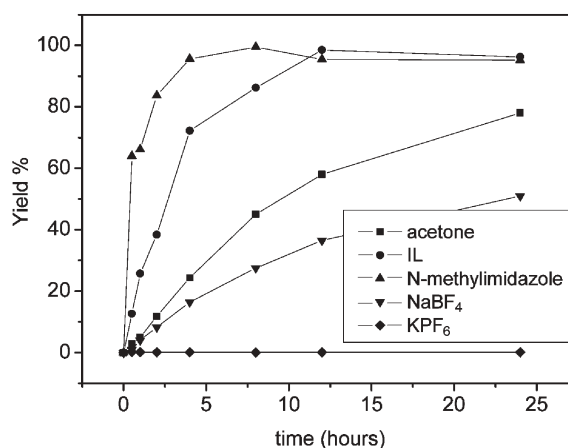 100
80
60
40
20
0
Yield %
acetone
IL
N-methylimidazole
NaBF₄
KPF₆
0 5 10 15 20 25
time (hours)